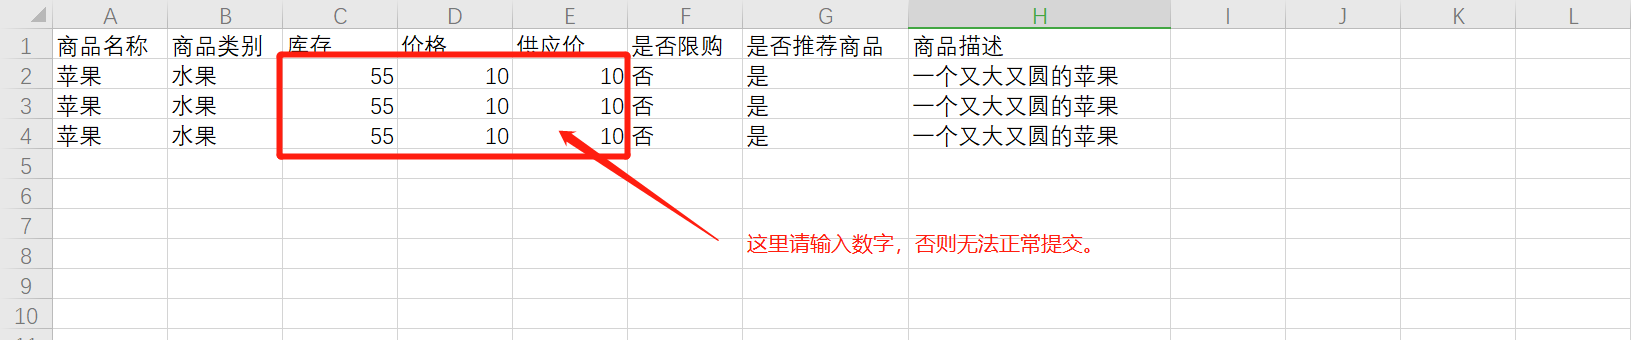 A B C D E F G H I J K L
1 商品名称 商品类别 库存 价格 供应价 是否限购 是否推荐商品 商品描述
2 苹果 水果 55 10 10 否 是 一个又大又圆的苹果
3 苹果 水果 55 10 10 否 是 一个又大又圆的苹果
4 苹果 水果 55 10 10 否 是 一个又大又圆的苹果
5
6
7
这里请输入数字，否则无法正常提交。
8
9
10